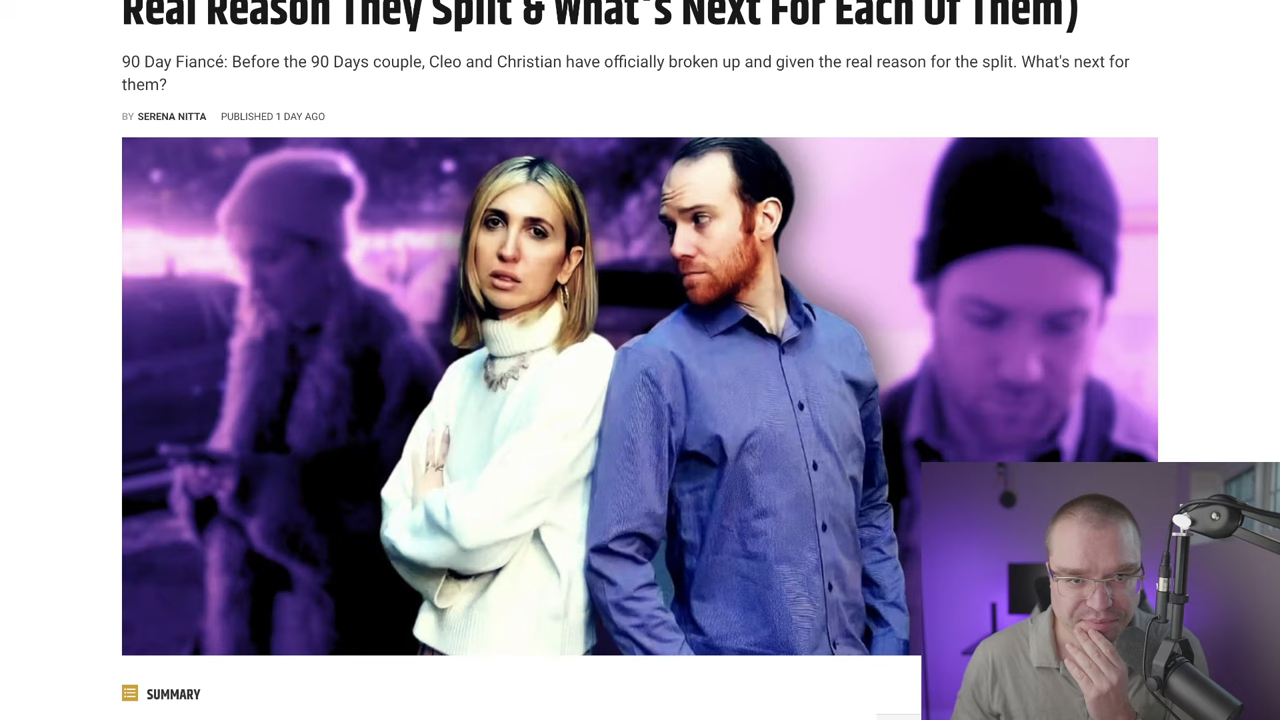 Real Reason They Split & What's Next For Each Of Them)
90 Day Fiancé: Before the 90 Days couple, Cleo and Christian have officially broken up and given the real reason for the split. What's next for
them?
BY SERENA NITTA PUBLISHED 1 DAY AGO
SUMMARY